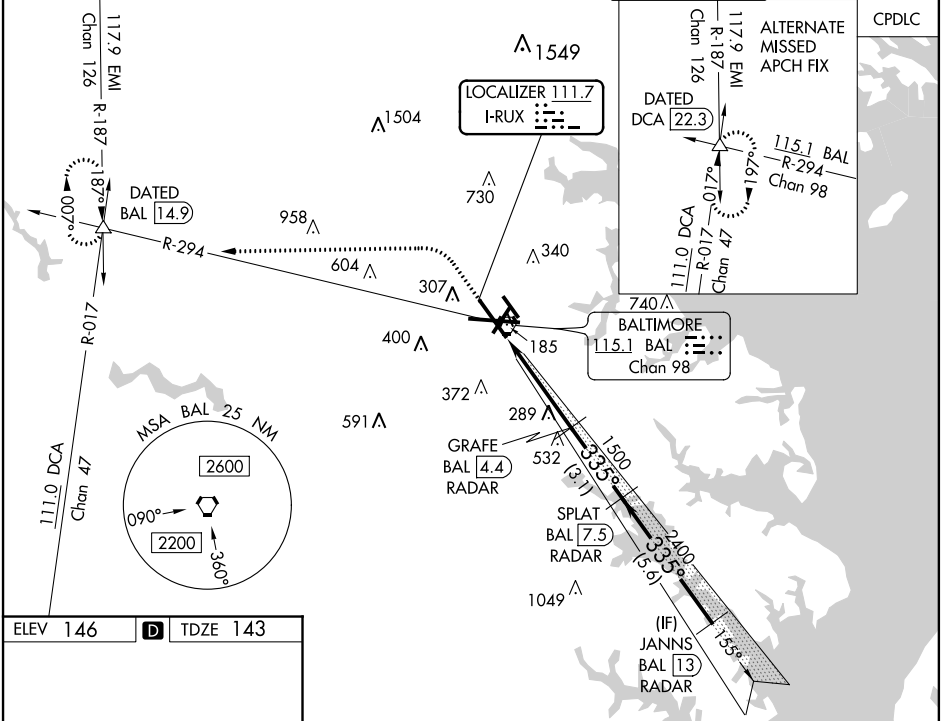 117.9 EMI
Chan 126
R-187
187°
007°
DATED
BAL 14.9
R-294
R-017
111.0 DCA
Chan 47
1549
1504
LOCALIZER 111.7
I-RUX
730
958
604
340
307
400
740
BALTIMORE
115.1 BAL
Chan 98
185
372
591
289
532
GRAFE
BAL 4.4
RADAR
335°
1500
(3.1)
SPLAT
BAL 7.5
RADAR
335°
2400
(5.6)
1049
(IF)
JANNS
BAL 13
RADAR
155°
MSA BAL 25 NM
2600
090°
2200
360°
ELEV 146
D
TDZE 143
117.9 EMI
Chan 126
R-187
ALTERNATE
MISSED
APCH FIX
DATED
DCA 22.3
115.1 BAL
R-294
Chan 98
017°
197°
111.0 DCA
R-017
Chan 47
CPDLC